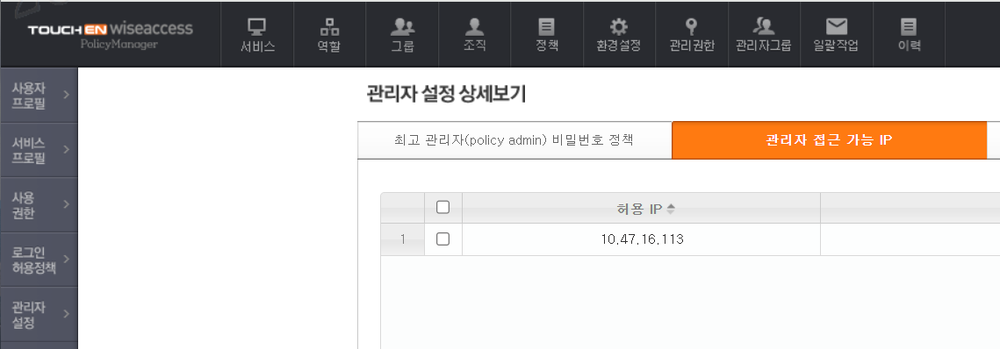 TOUCH EN wiseaccess
PolicyManager
서비스
역할
그룹
조직
정책
환경설정
관리권한
관리자그룹
일괄작업
이력
사용자
프로필
서비스
프로필
사용
권한
로그인
허용정책
관리자
설정
관리자 설정 상세보기
최고 관리자(policy admin) 비밀번호 정책
관리자 접근 가능 IP
허용 IP
1
10.47.16.113